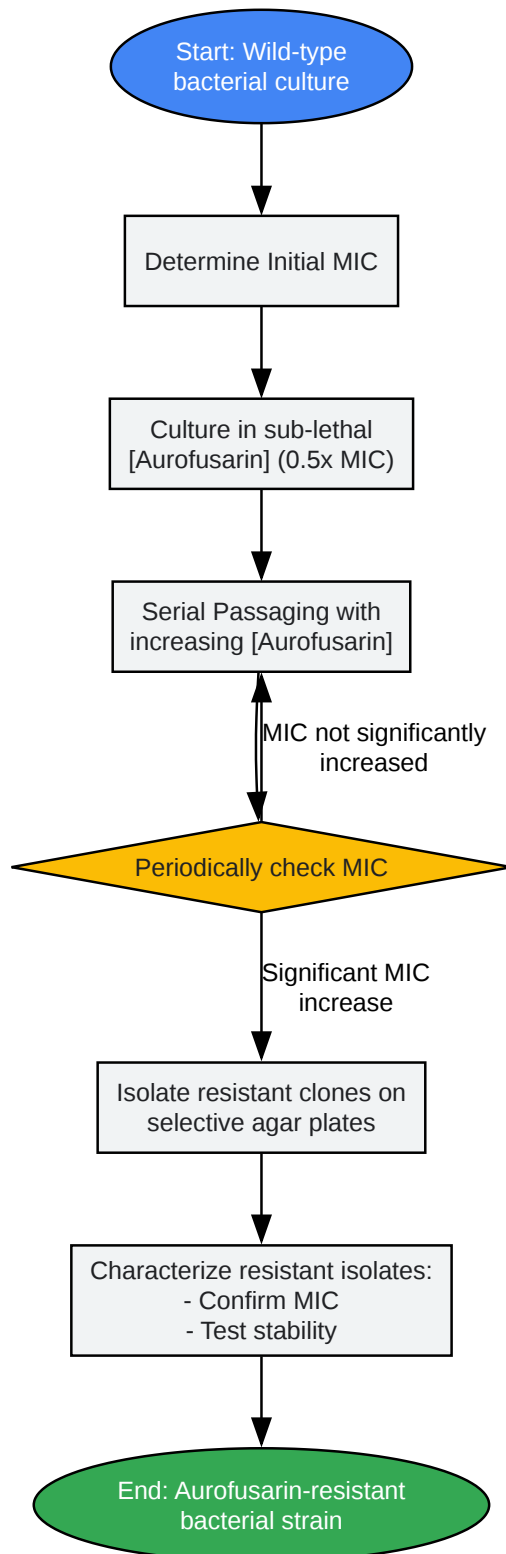 Start: Wild-type
bacterial culture
Determine Initial MIC
Culture in sub-lethal
[Aurofusarin] (0.5x MIC)
Serial Passaging with
increasing [Aurofusarin]
MIC not significantly
increased
Periodically check MIC
Significant MIC
increase
Isolate resistant clones on
selective agar plates
Characterize resistant isolates:
- Confirm MIC
- Test stability
End: Aurofusarin-resistant
bacterial strain